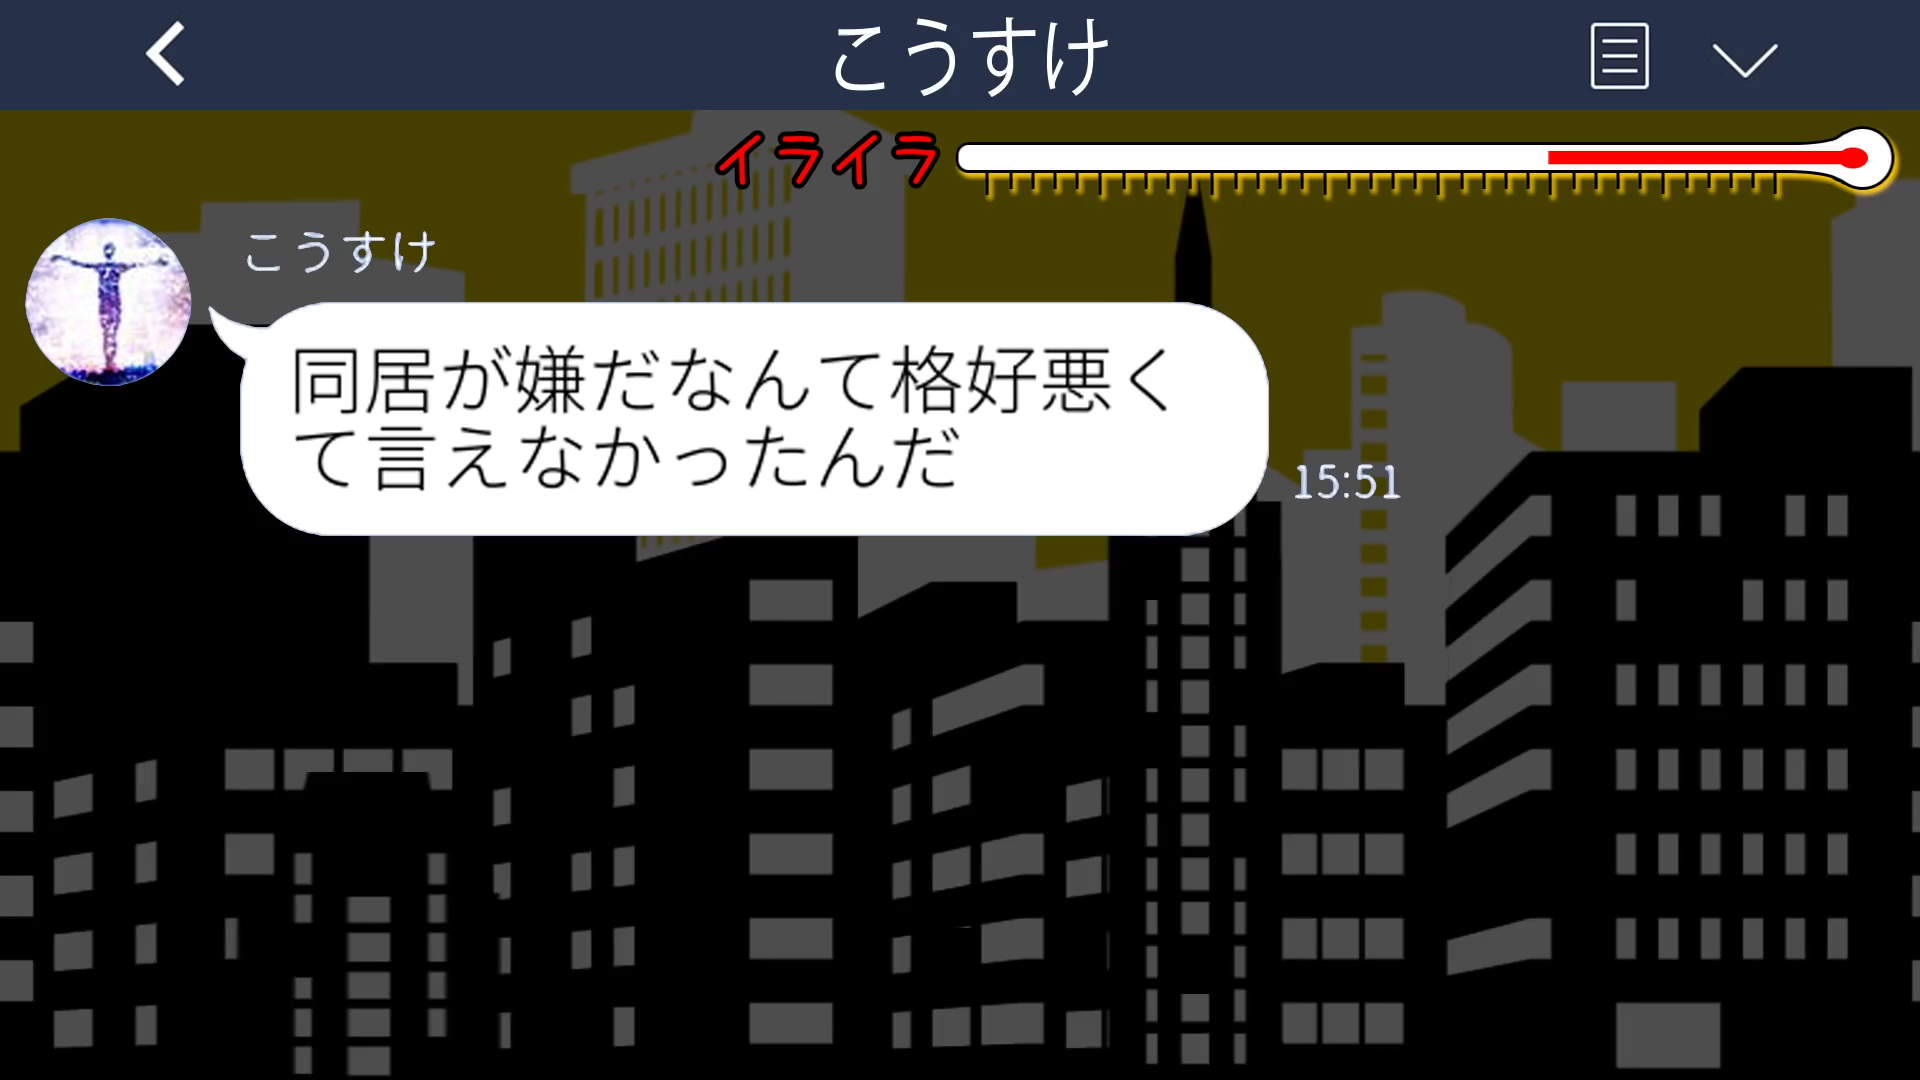 こうすけ
イライラ
こうすけ
同居が嫌だなんて格好悪く
て言えなかったんだ
15:51